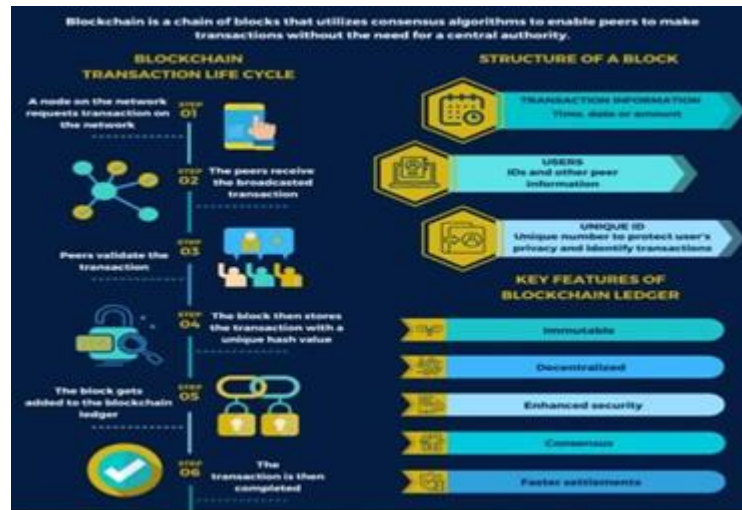 Blockchain is a chain of blocks that utilizes consensus algorithms to enable peers to make
transactions without the need for a central authority.
BLOCKCHAIN
TRANSACTION LIFE CYCLE
A node on the network
requests transaction on
the network
STEP
01
STEP
02
The peers receive
the broadcasted
transaction
Peers validate the
transaction
STEP
03
STEP
04
The block then stores
the transaction with a
unique hash value
The block gets
added to the blockchain
ledger
STEP
05
STEP
06
The
transaction is then
completed
STRUCTURE OF A BLOCK
TRANSACTION INFORMATION
Time, date or amount
USERS
IDs and other peer
information
UNIQUE ID
Unique number to protect user's
privacy and identify transactions
KEY FEATURES OF
BLOCKCHAIN LEDGER
Immutable
Decentralized
Enhanced security
Consensus
Faster settlements